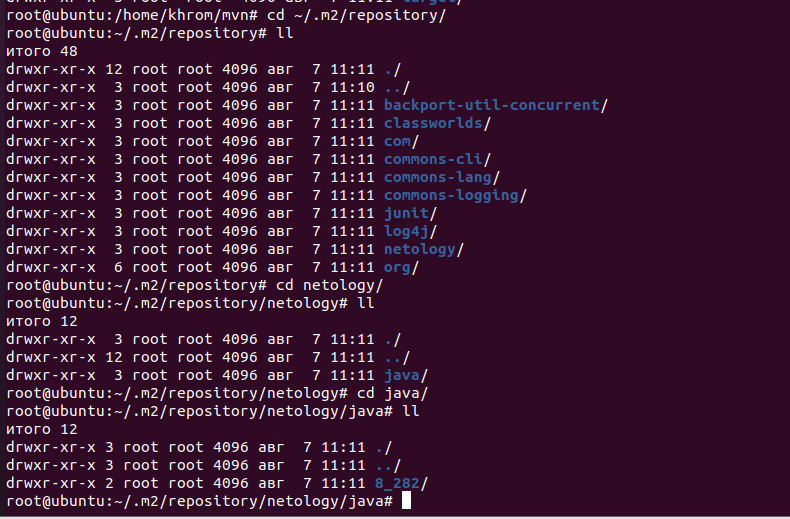 root@ubuntu:/home/khrom/mvn# cd ~/.m2/repository/
root@ubuntu:~/.m2/repository# ll
итого 48
drwxr-xr-x 12 root root 4096 авг  7 11:11 ./
drwxr-xr-x  3 root root 4096 авг  7 11:10 ../
drwxr-xr-x  3 root root 4096 авг  7 11:11 backport-util-concurrent/
drwxr-xr-x  3 root root 4096 авг  7 11:11 classworlds/
drwxr-xr-x  3 root root 4096 авг  7 11:11 com/
drwxr-xr-x  3 root root 4096 авг  7 11:11 commons-cli/
drwxr-xr-x  3 root root 4096 авг  7 11:11 commons-lang/
drwxr-xr-x  3 root root 4096 авг  7 11:11 commons-logging/
drwxr-xr-x  3 root root 4096 авг  7 11:11 junit/
drwxr-xr-x  3 root root 4096 авг  7 11:11 log4j/
drwxr-xr-x  3 root root 4096 авг  7 11:11 netology/
drwxr-xr-x  6 root root 4096 авг  7 11:11 org/
root@ubuntu:~/.m2/repository# cd netology/
root@ubuntu:~/.m2/repository/netology# ll
итого 12
drwxr-xr-x  3 root root 4096 авг  7 11:11 ./
drwxr-xr-x 12 root root 4096 авг  7 11:11 ../
drwxr-xr-x  3 root root 4096 авг  7 11:11 java/
root@ubuntu:~/.m2/repository/netology# cd java/
root@ubuntu:~/.m2/repository/netology/java# ll
итого 12
drwxr-xr-x 3 root root 4096 авг  7 11:11 ./
drwxr-xr-x 3 root root 4096 авг  7 11:11 ../
drwxr-xr-x 2 root root 4096 авг  7 11:11 8_282/
root@ubuntu:~/.m2/repository/netology/java#